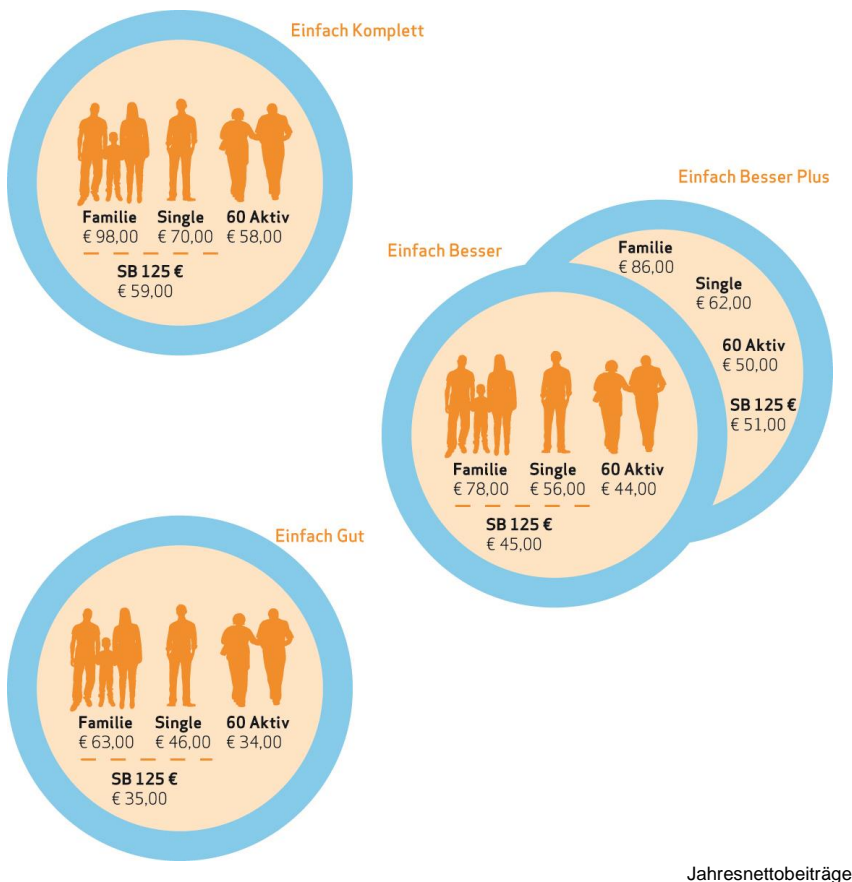 Einfach Komplett
Familie Single 60 Aktiv
€ 98,00 € 70,00 € 58,00
SB 125 €
€ 59,00
Einfach Besser Plus
Familie
€ 86,00
Single
€ 62,00
60 Aktiv
€ 50,00
SB 125 €
€ 51,00
Einfach Besser
Familie Single 60 Aktiv
€ 78,00 € 56,00 € 44,00
SB 125 €
€ 45,00
Einfach Gut
Familie Single 60 Aktiv
€ 63,00 € 46,00 € 34,00
SB 125 €
€ 35,00
Jahresnettobeiträge